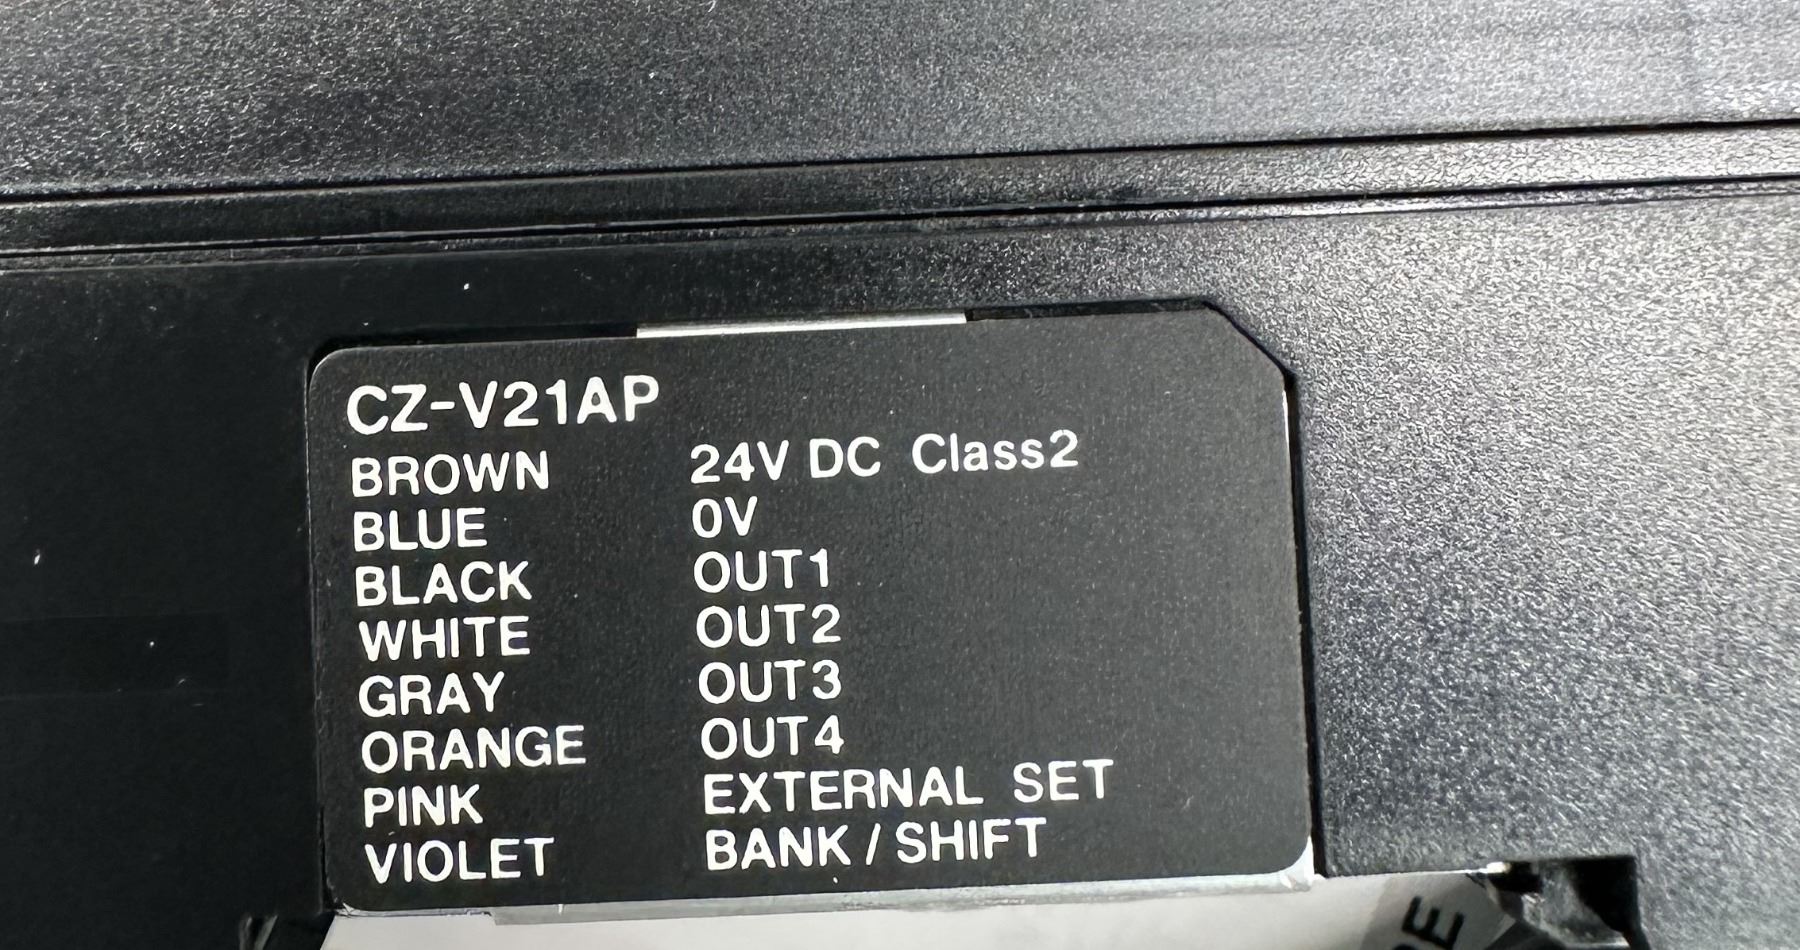 CZ-V21AP
BROWN 24V DC Class2
BLUE 0V
BLACK OUT1
WHITE OUT2
GRAY OUT3
ORANGE OUT4
PINK EXTERNAL SET
VIOLET BANK / SHIFT